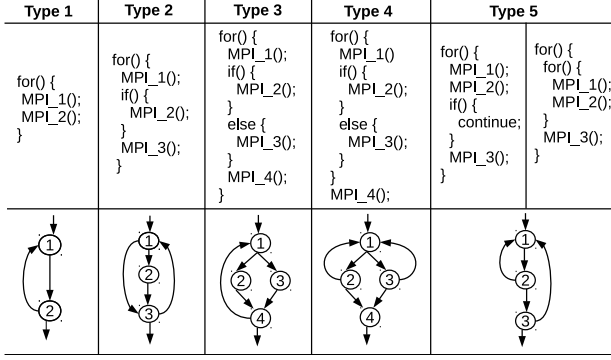 Type 1
Type 2
Type 3
Type 4
Type 5
for() {
MPI_1();
MPI_2();
}
for() {
MPI_1();
if() {
MPI_2();
}
MPI_3();
}
for() {
MPI_1();
if() {
MPI_2();
}
else {
MPI_3();
}
MPI_4();
}
for() {
MPI_1()
if() {
MPI_2();
}
else {
MPI_3();
}
}
MPI_4();
for() {
MPI_1();
MPI_2();
if() {
continue;
}
MPI_3();
}
for() {
for() {
MPI_1();
MPI_2();
}
MPI_3();
}
1
2
1
2
3
1
2
3
4
1
2
3
4
1
2
3